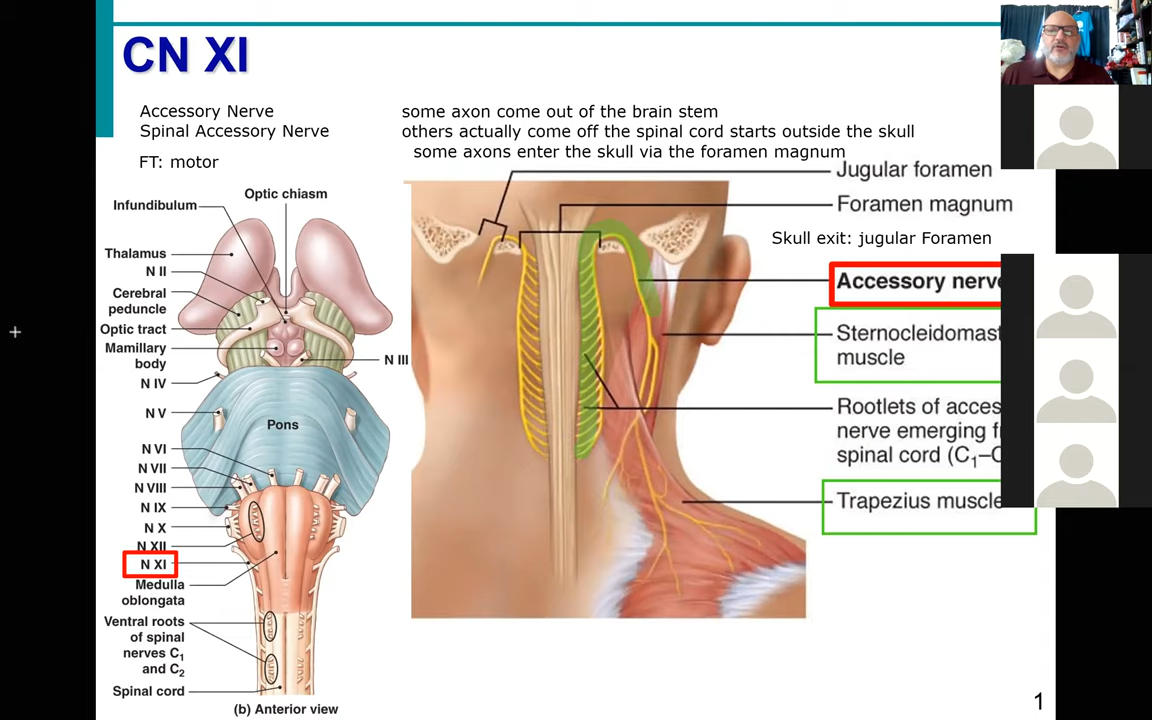 CN XI
Accessory Nerve
Spinal Accessory Nerve
FT: motor
some axon come out of the brain stem
others actually come off the spinal cord starts outside the skull
some axons enter the skull via the foramen magnum
Optic chiasm
Infundibulum
Thalamus
N II
Cerebral
peduncle
Optic tract
Mamillary
body
N III
N IV
N V
Pons
N VI
N VII
N VIII
N IX
N X
N XII
N XI
Medulla
oblongata
Ventral roots
of spinal
nerves C₁
and C₂
Spinal cord
(b) Anterior view
Jugular foramen
Foramen magnum
Skull exit: jugular Foramen
Accessory nerve
Sternocleidomast
muscle
Rootlets of acces
nerve emerging f
spinal cord (C₁–C
Trapezius muscle
1